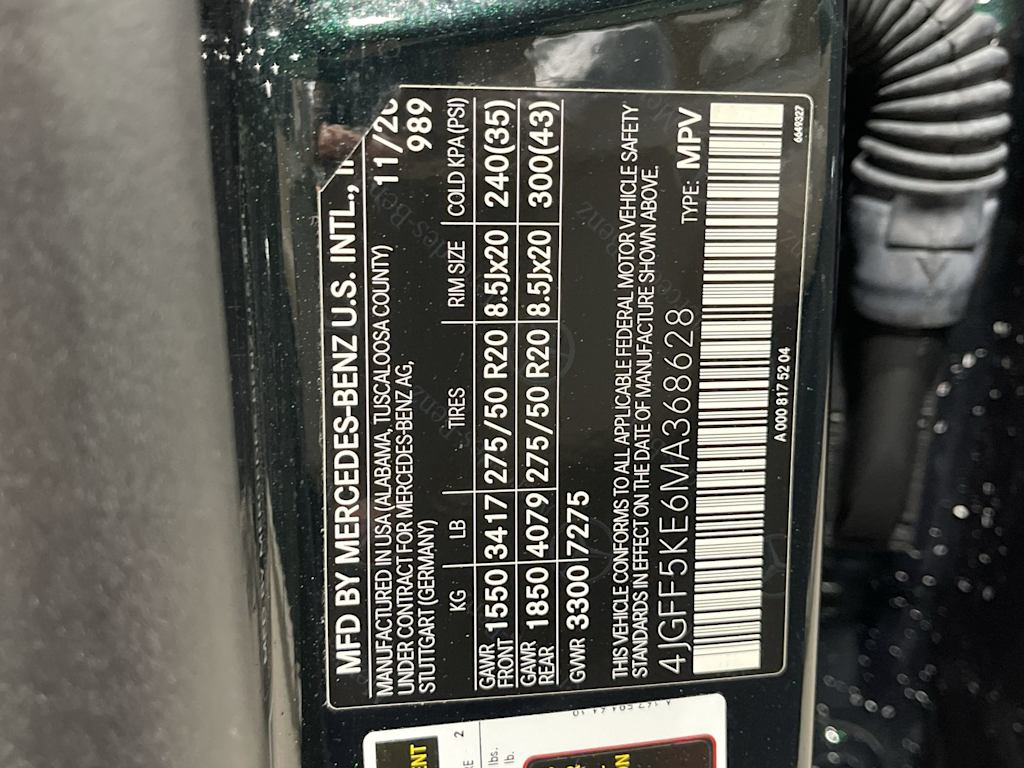 MFD BY MERCEDES-BENZ U.S. INTL.,
MANUFACTURED IN USA (ALABAMA, TUSCALOOSA COUNTY)
UNDER CONTRACT FOR MERCEDES-BENZ AG,
STUTTGART (GERMANY)
11/20
989
KG LB TIRES RIM SIZE COLD KPA (PSI)
GAWR FRONT 1550 3417 275/50 R20 8.5Jx20 240(35)
GAWR REAR 1850 4079 275/50 R20 8.5Jx20 300(43)
GVWR 3300 7275
THIS VEHICLE CONFORMS TO ALL APPLICABLE FEDERAL MOTOR VEHICLE SAFETY
STANDARDS IN EFFECT ON THE DATE OF MANUFACTURE SHOWN ABOVE.
4JGFF5KE6MA368628 TYPE: MPV
A 000 817 52 04
6649327
2
lbs.
lb.